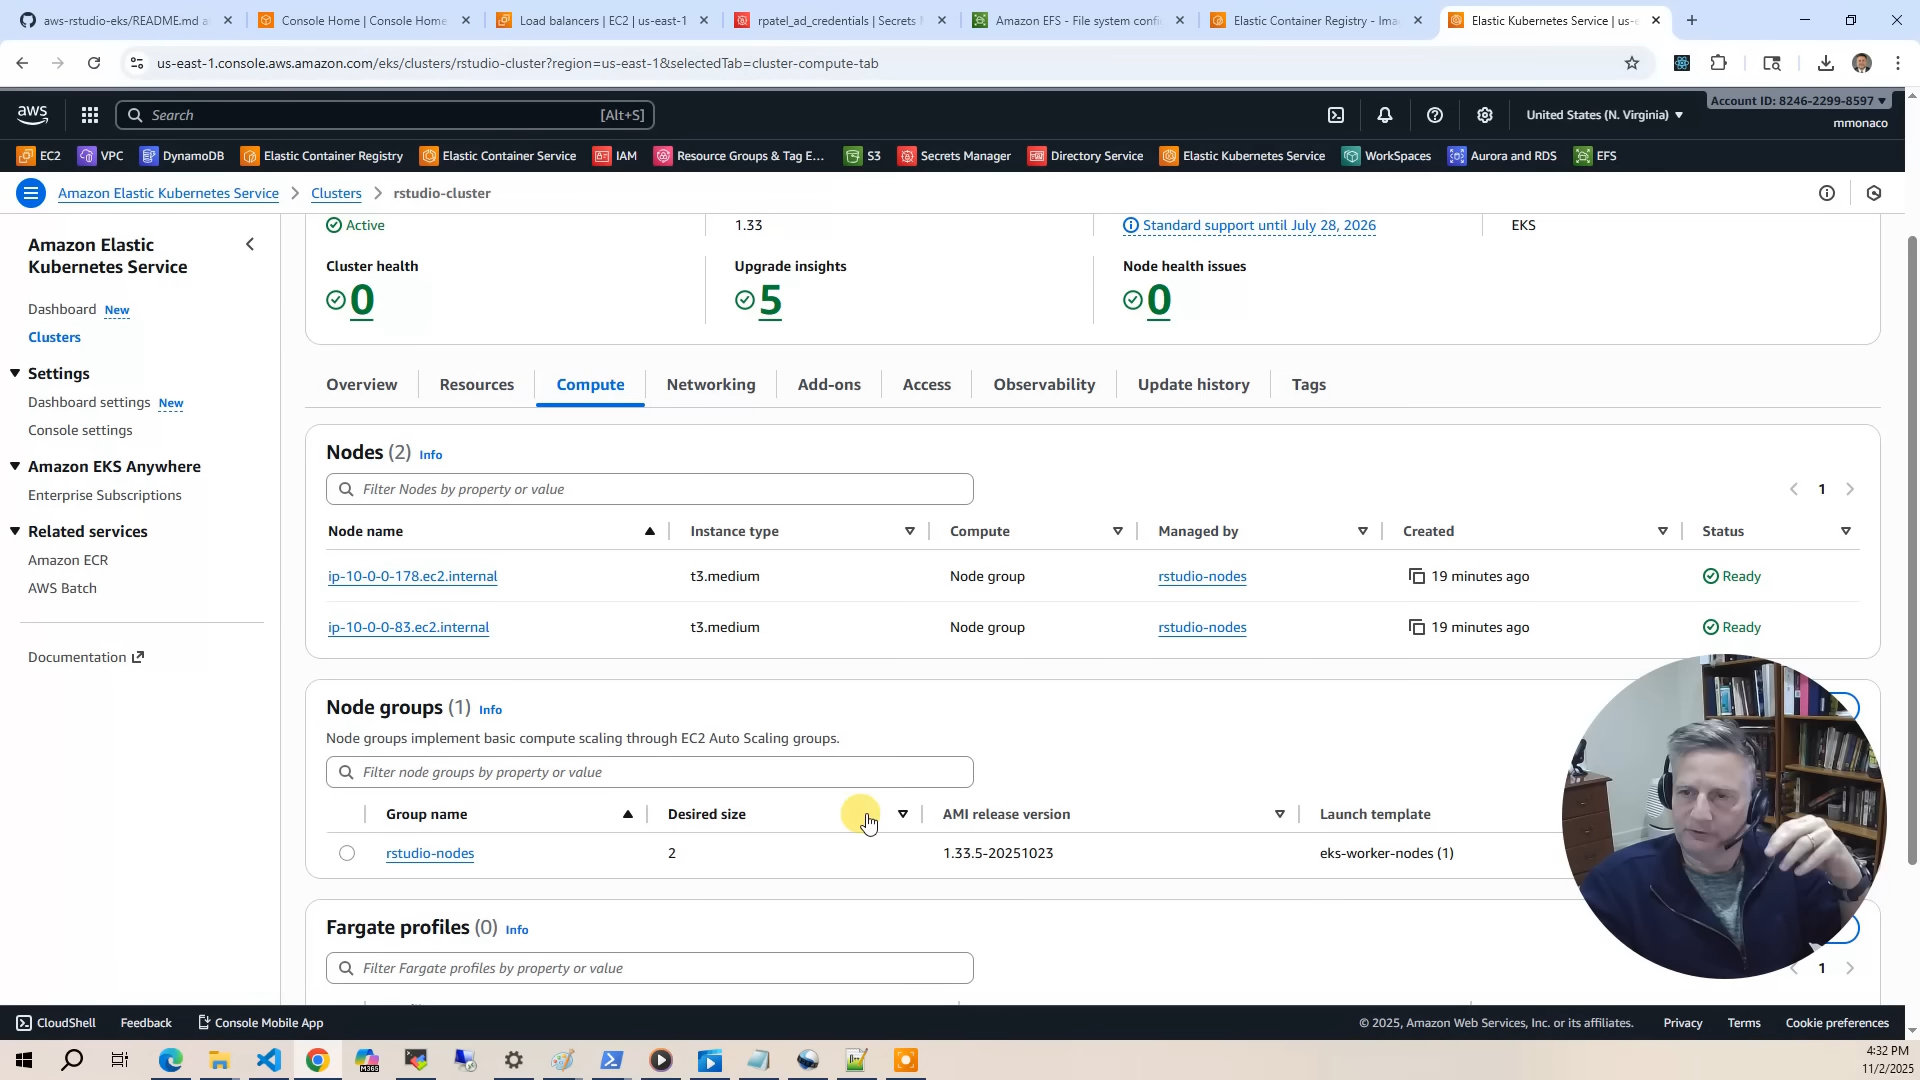 aws-rstudio-eks/README.md a
Console Home | Console Home
Load balancers | EC2 | us-east-1
rpatel_ad_credentials | Secrets M
Amazon EFS - File system confi
Elastic Container Registry - Ima
Elastic Kubernetes Service | us-e
us-east-1.console.aws.amazon.com/eks/clusters/rstudio-cluster?region=us-east-1&selectedTab=cluster-compute-tab
aws
Search
[Alt+S]
United States (N. Virginia)
Account ID: 8246-2299-8597
mmonaco
EC2
VPC
DynamoDB
Elastic Container Registry
Elastic Container Service
IAM
Resource Groups & Tag E...
S3
Secrets Manager
Directory Service
Elastic Kubernetes Service
WorkSpaces
Aurora and RDS
EFS
Amazon Elastic Kubernetes Service
Clusters
rstudio-cluster
Amazon Elastic
Kubernetes Service
Dashboard New
Clusters
Settings
Dashboard settings New
Console settings
Amazon EKS Anywhere
Enterprise Subscriptions
Related services
Amazon ECR
AWS Batch
Documentation
Active
1.33
Standard support until July 28, 2026
EKS
Cluster health
0
Upgrade insights
5
Node health issues
0
Overview
Resources
Compute
Networking
Add-ons
Access
Observability
Update history
Tags
Nodes (2) Info
Filter Nodes by property or value
1
Node name
Instance type
Compute
Managed by
Created
Status
ip-10-0-0-178.ec2.internal
t3.medium
Node group
rstudio-nodes
19 minutes ago
Ready
ip-10-0-0-83.ec2.internal
t3.medium
Node group
rstudio-nodes
19 minutes ago
Ready
Node groups (1) Info
Node groups implement basic compute scaling through EC2 Auto Scaling groups.
Filter node groups by property or value
Group name
Desired size
AMI release version
Launch template
rstudio-nodes
2
1.33.5-20251023
eks-worker-nodes (1)
Fargate profiles (0) Info
Filter Fargate profiles by property or value
1
CloudShell
Feedback
Console Mobile App
© 2025, Amazon Web Services, Inc. or its affiliates.
Privacy
Terms
Cookie preferences
M365
4:32 PM
11/2/2025